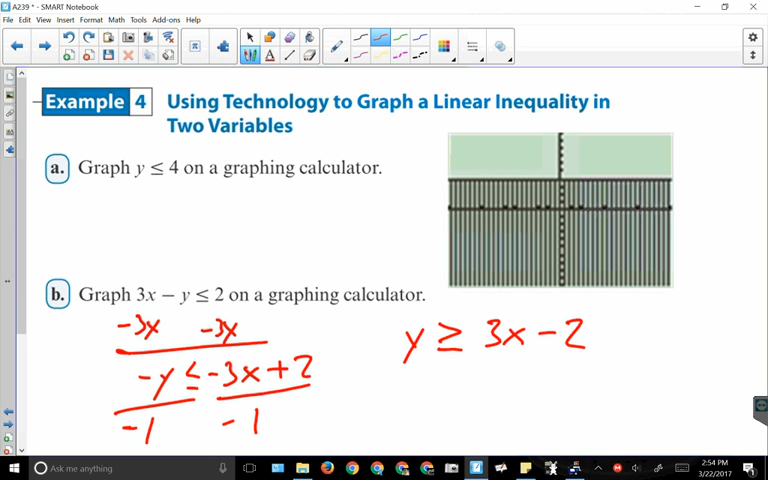 A239 * - SMART Notebook
File Edit View Insert Format Math Tools Add-ons Help
Example 4 Using Technology to Graph a Linear Inequality in
Two Variables
a. Graph y ≤ 4 on a graphing calculator.
b. Graph 3x − y ≤ 2 on a graphing calculator.
-3x -3x
y ≥ 3x - 2
-y ≤ -3x + 2
-1 -1
Ask me anything
2:54 PM
3/22/2017